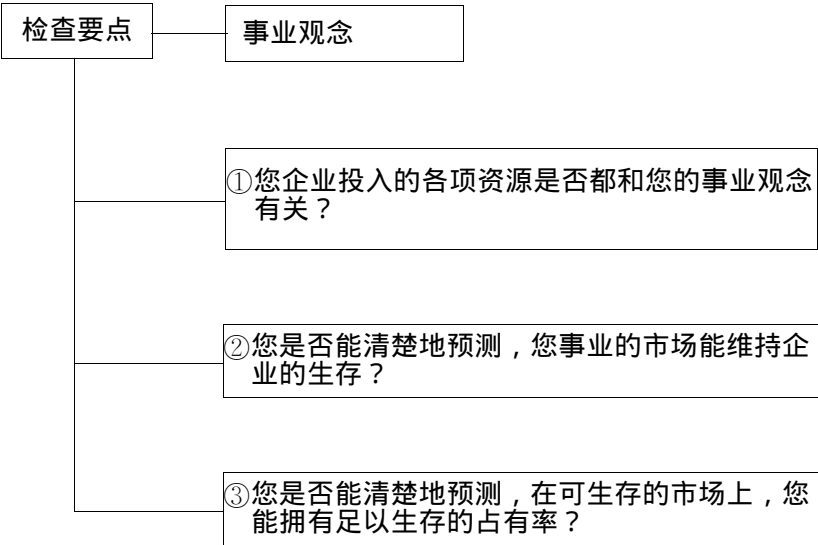 检查要点
事业观念
①您企业投入的各项资源是否都和您的事业观念
有关？
②您是否能清楚地预测，您事业的市场能维持企
业的生存？
③您是否能清楚地预测，在可生存的市场上，您
能拥有足以生存的占有率？